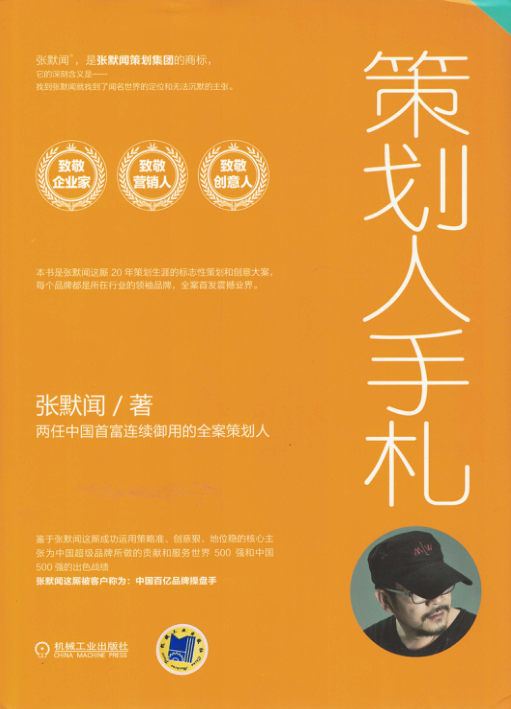 策划人手札
张默闻®，是张默闻策划集团的商标，
它的深刻含义是——
找到张默闻就找到了闻名世界的定位和无法沉默的主张。
致敬
企业家
致敬
营销人
致敬
创意人
本书是张默闻这厮 20 年策划生涯的标志性策划和创意大案，
每个品牌都是所在行业的领袖品牌，全案首发震撼业界。
张默闻 / 著
两任中国首富连续御用的全案策划人
鉴于张默闻这厮成功运用策略准、创意狠、地位稳的核心主
张为中国超级品牌所做的贡献和服务世界 500 强和中国
500 强的出色战绩
张默闻这厮被客户称为：中国百亿品牌操盘手
机械工业出版社
CHINA MACHINE PRESS